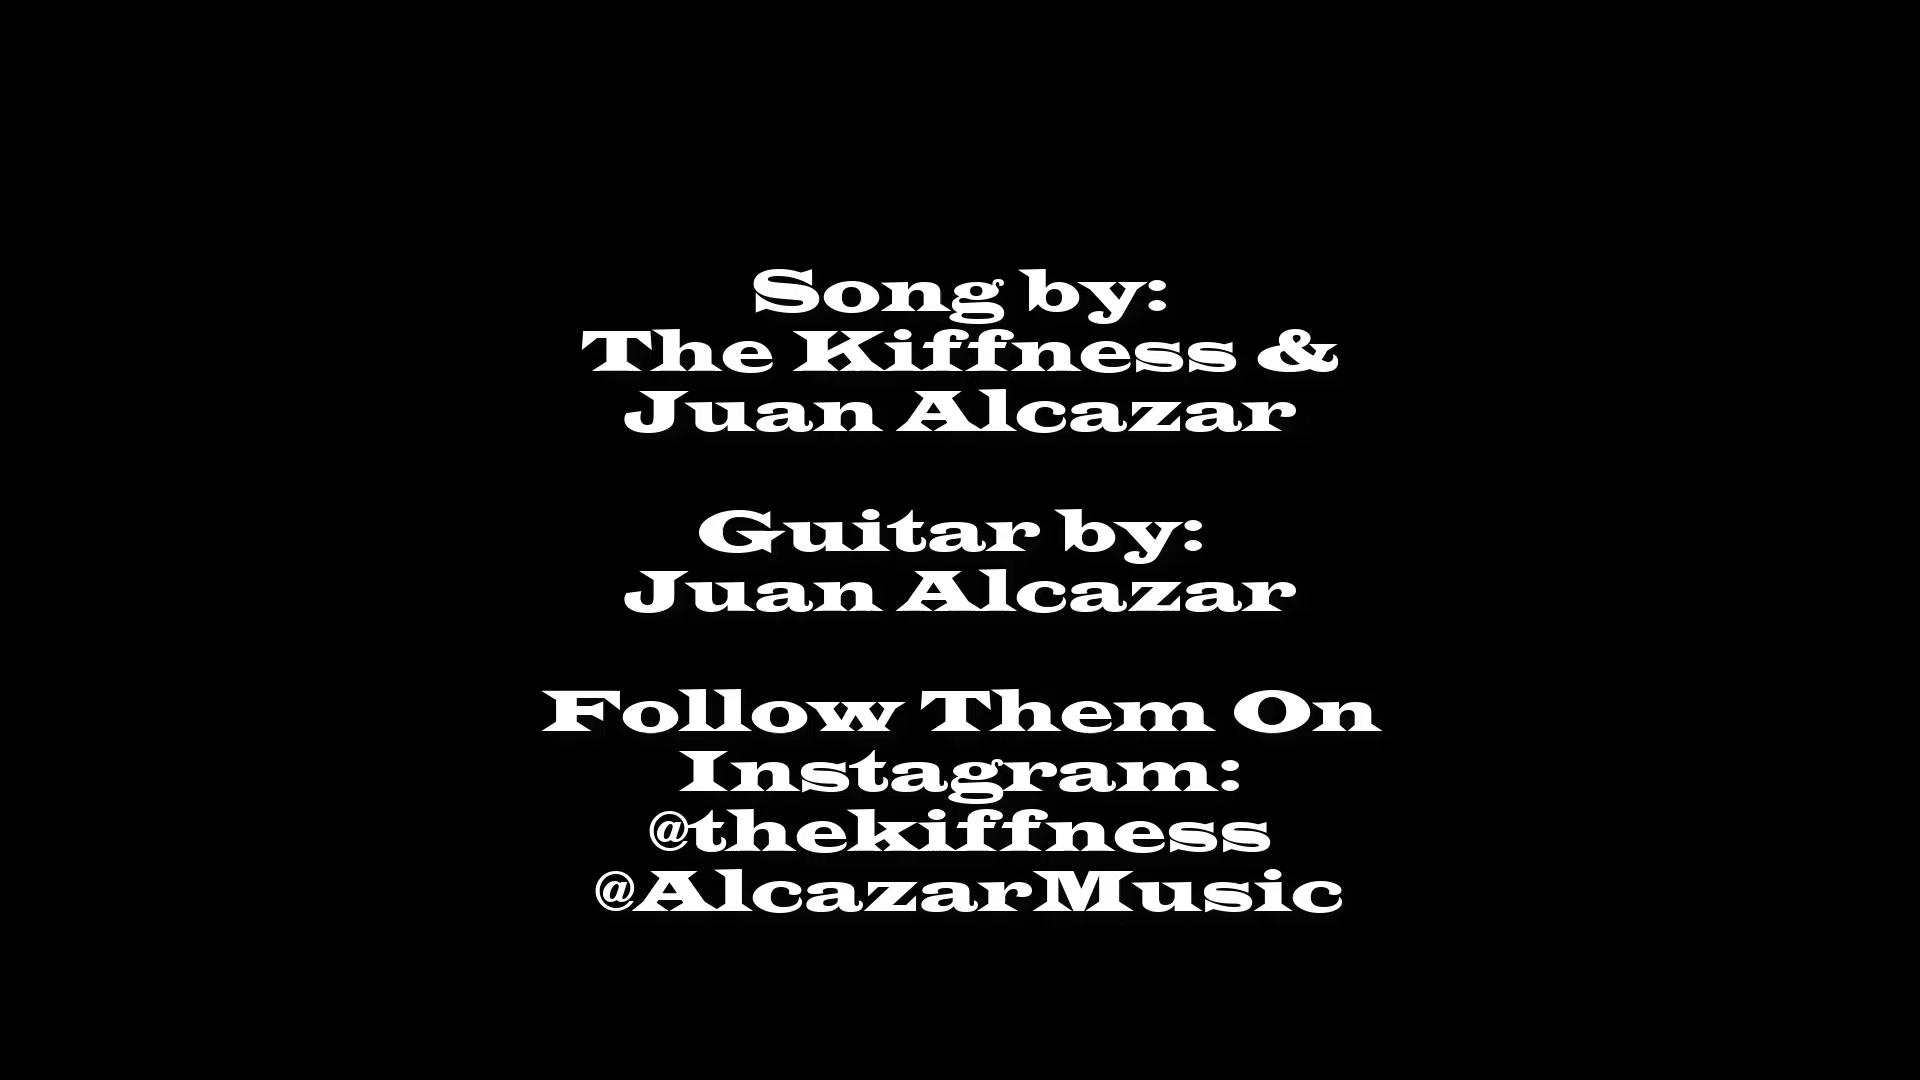 Song by:
The Kiffness &
Juan Alcazar
Guitar by:
Juan Alcazar
Follow Them On
Instagram:
@thekiffness
@AlcazarMusic